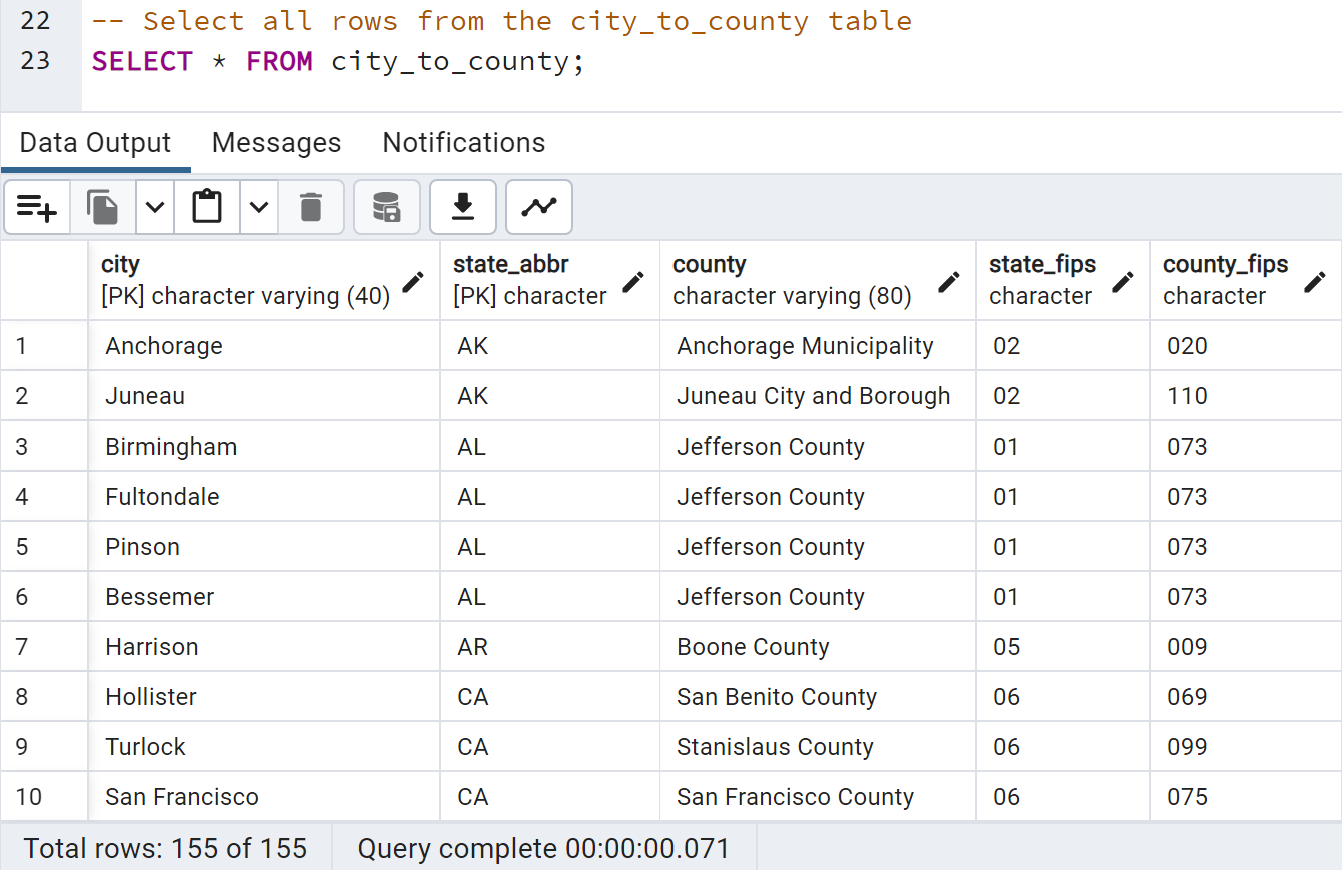 22 -- Select all rows from the city_to_county table
23 SELECT * FROM city_to_county;
Data Output Messages Notifications
city state_abbr county state_fips county_fips
[PK] character varying (40) [PK] character character varying (80) character character
1 Anchorage AK Anchorage Municipality 02 020
2 Juneau AK Juneau City and Borough 02 110
3 Birmingham AL Jefferson County 01 073
4 Fultondale AL Jefferson County 01 073
5 Pinson AL Jefferson County 01 073
6 Bessemer AL Jefferson County 01 073
7 Harrison AR Boone County 05 009
8 Hollister CA San Benito County 06 069
9 Turlock CA Stanislaus County 06 099
10 San Francisco CA San Francisco County 06 075
Total rows: 155 of 155 Query complete 00:00:00.071